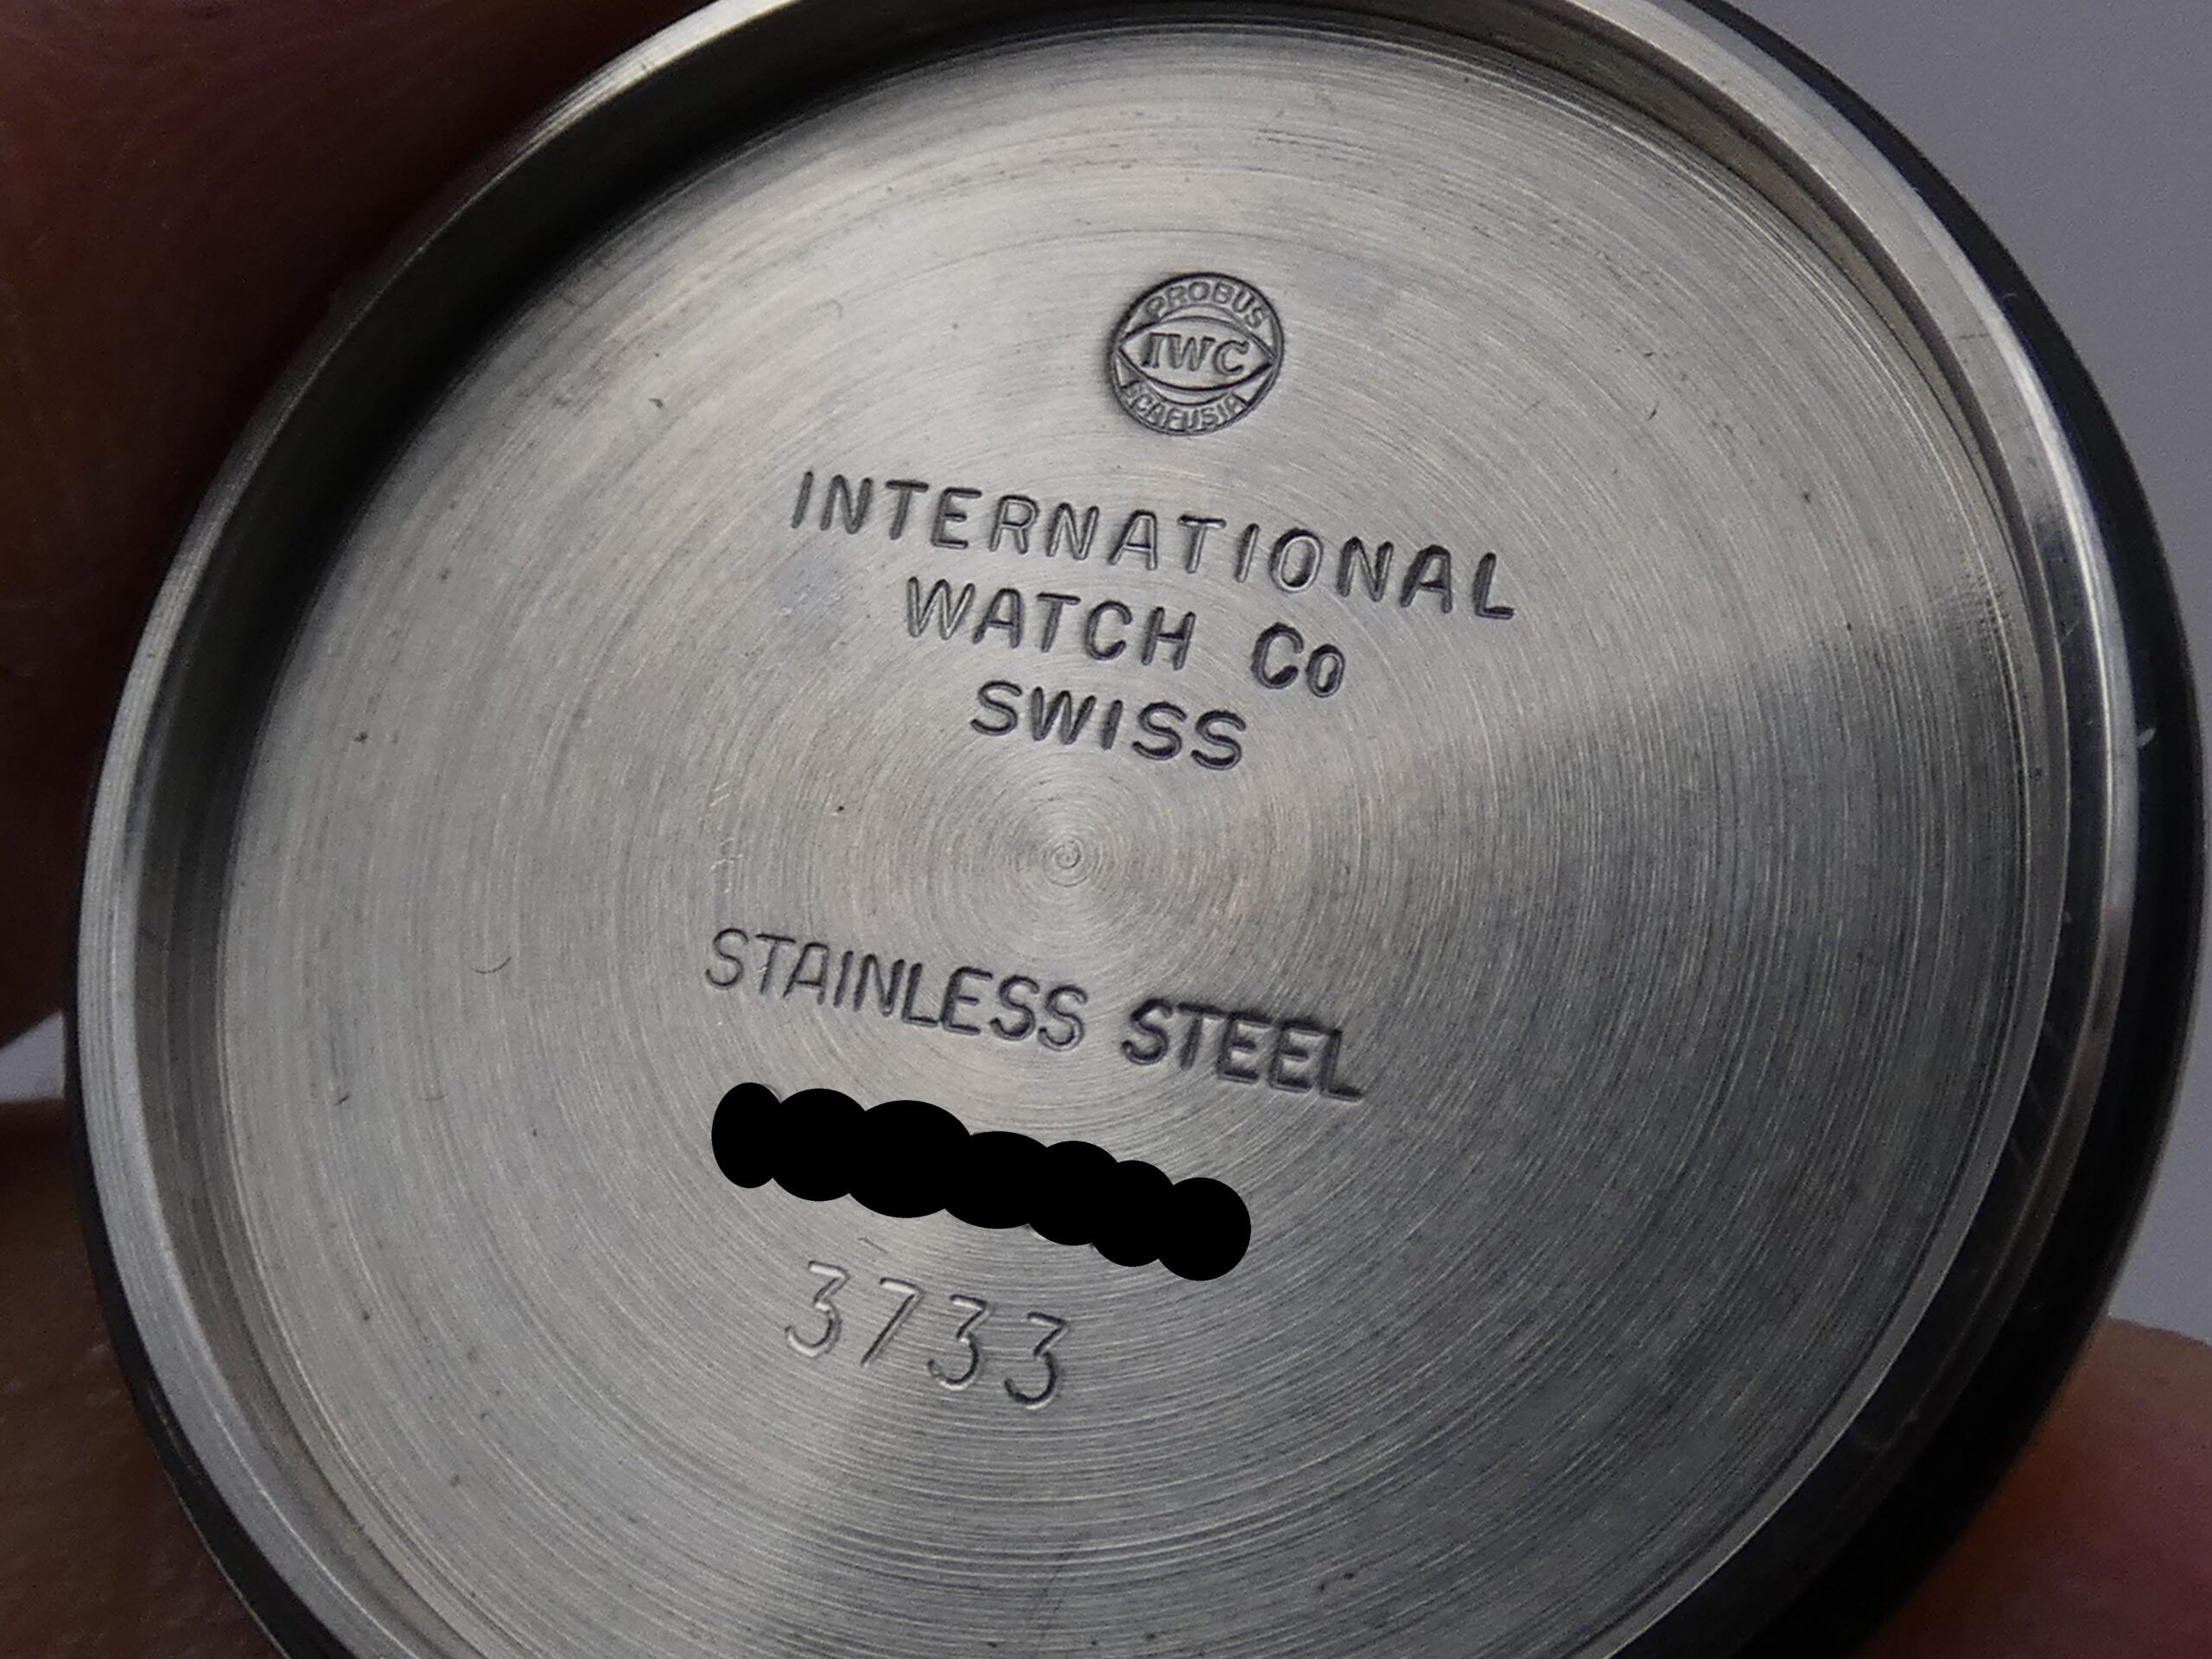 PROBUS
IWC
SCAFUSIA
INTERNATIONAL
WATCH Co
SWISS
STAINLESS STEEL
3733